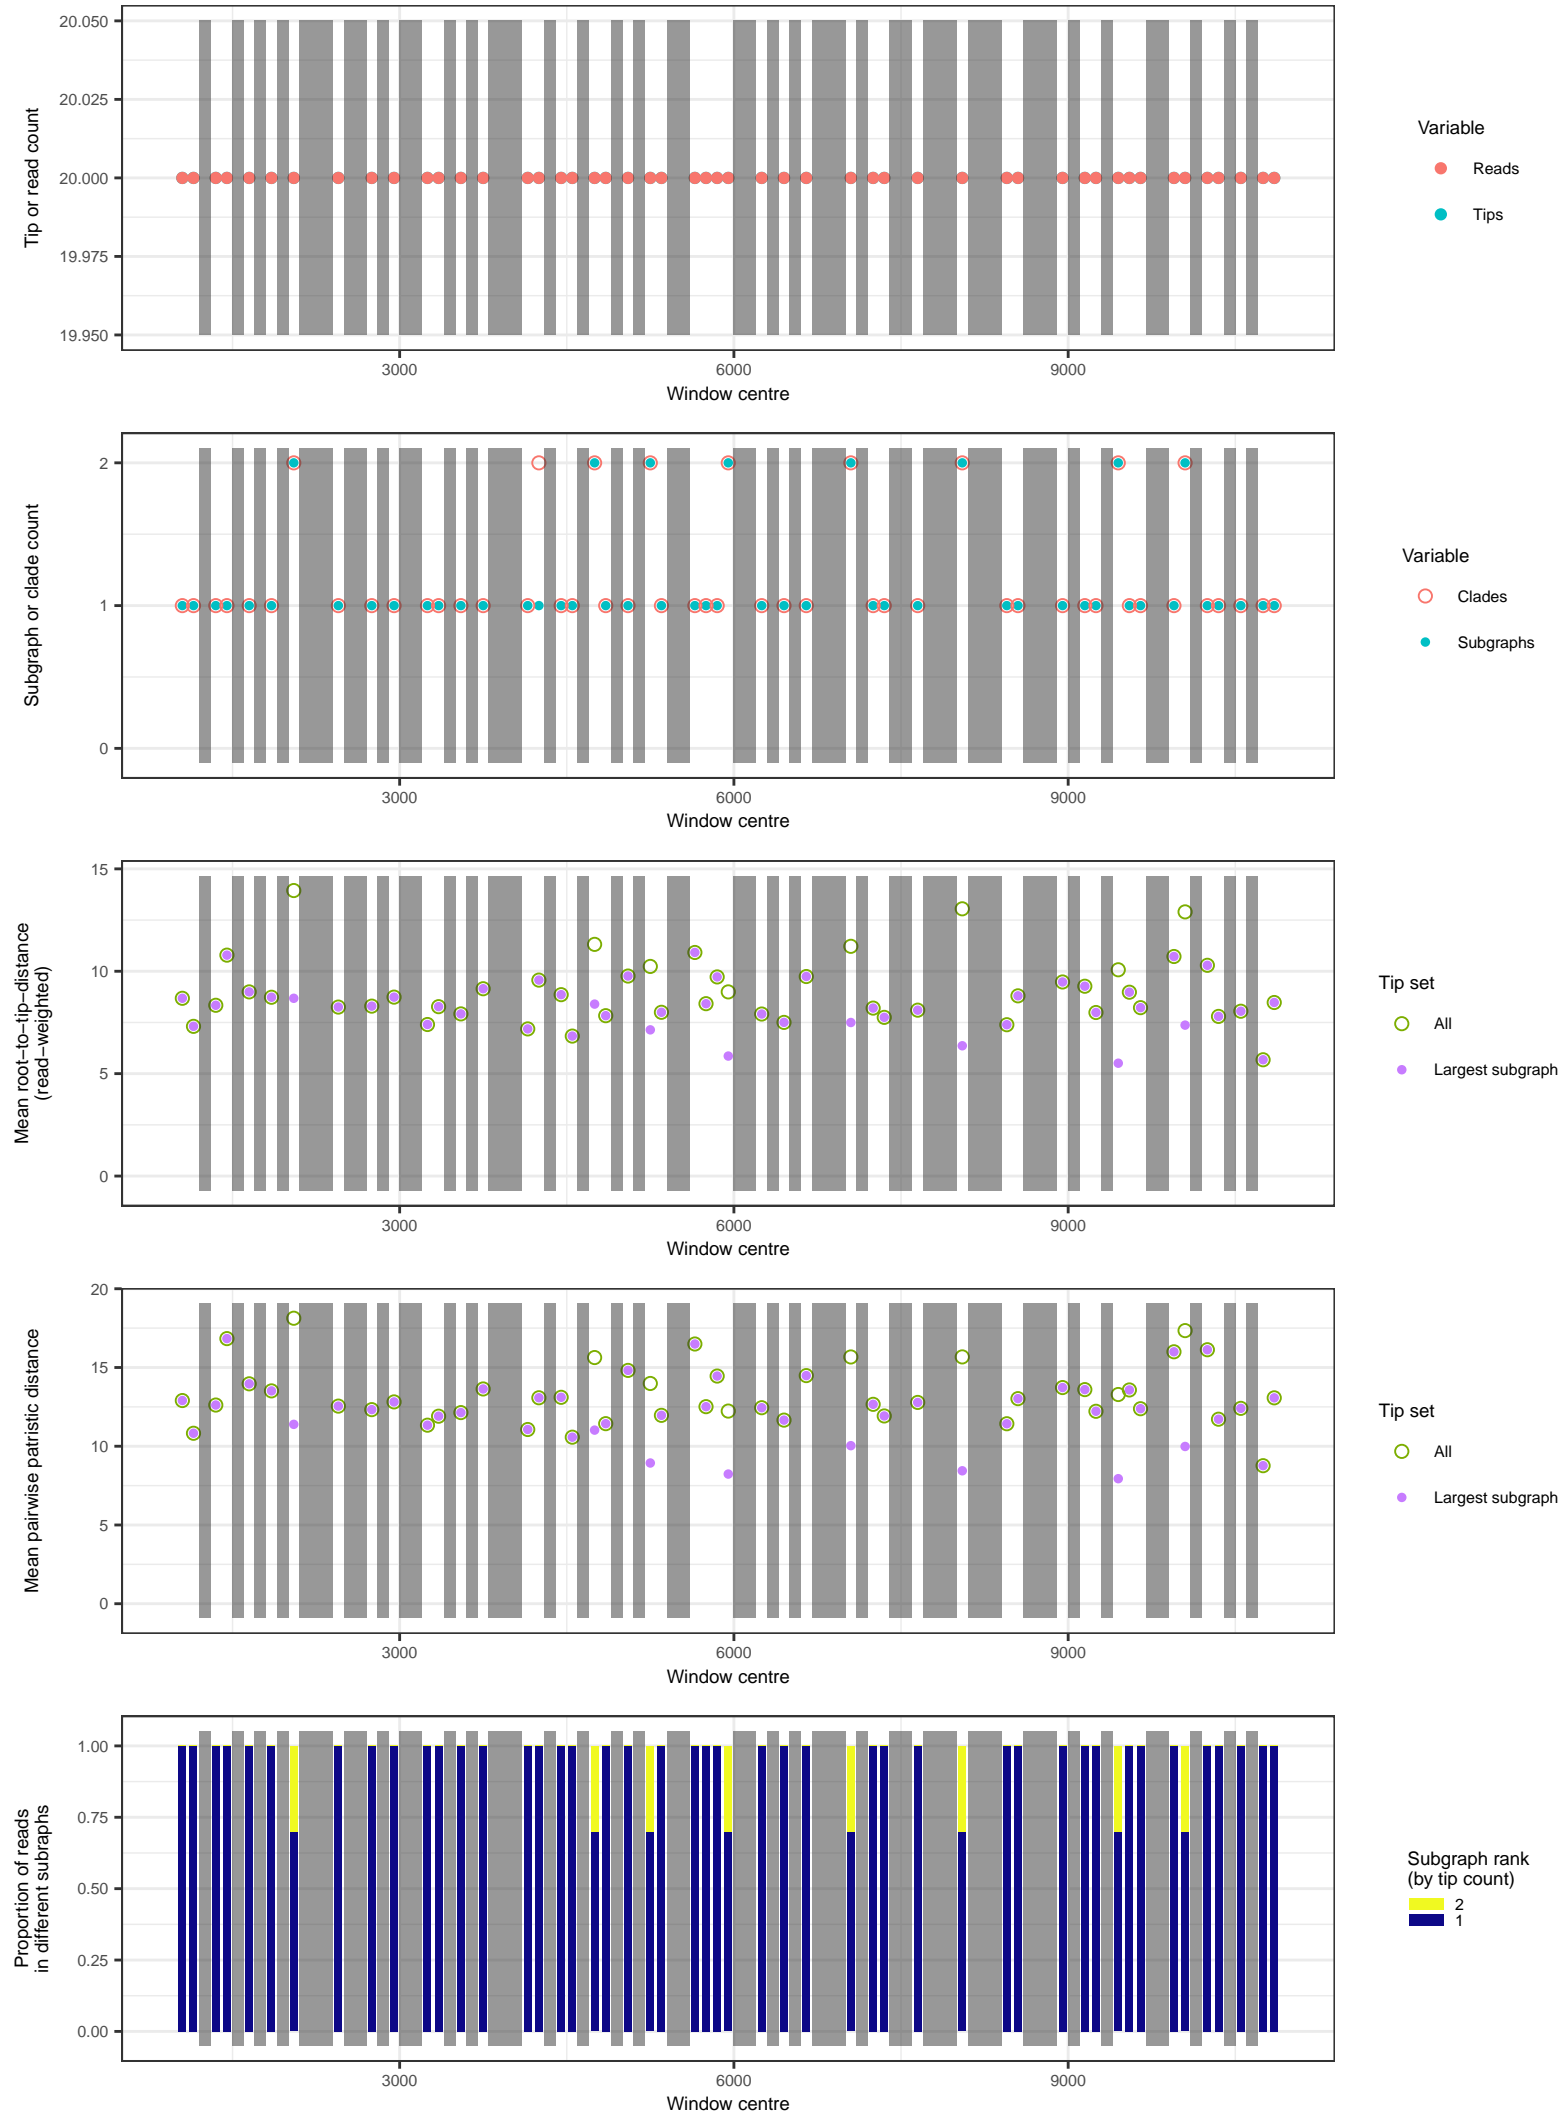 20.050
20.025
20.000
19.975
19.950
Tip or read count
3000
6000
9000
Window centre
Variable
Reads
Tips
2
1
0
Subgraph or clade count
3000
6000
9000
Window centre
Variable
Clades
Subgraphs
15
10
5
0
Mean root−to−tip−distance
(read−weighted)
3000
6000
9000
Window centre
Tip set
All
Largest subgraph
20
15
10
5
0
Mean pairwise patristic distance
3000
6000
9000
Window centre
Tip set
All
Largest subgraph
1.00
0.75
0.50
0.25
0.00
Proportion of reads
in different subraphs
3000
6000
9000
Window centre
Subgraph rank
(by tip count)
2
1